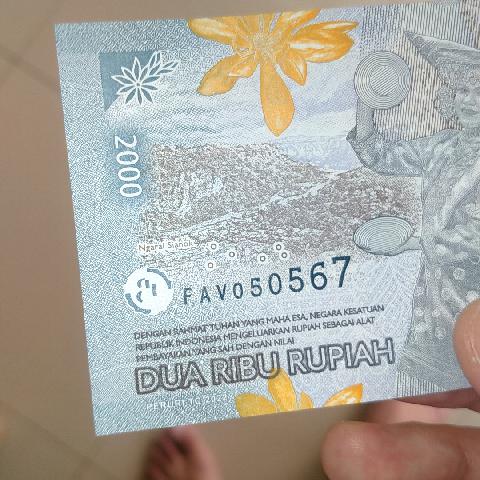 2000
Ngarai Sianok
FAV050567
DENGAN RAHMAT TUHAN YANG MAHA ESA, NEGARA KESATUAN
REPUBLIK INDONESIA MENGELUARKAN RUPIAH SEBAGAI ALAT
PEMBAYARAN YANG SAH DENGAN NILAI
DUA RIBU RUPIAH
PERURI